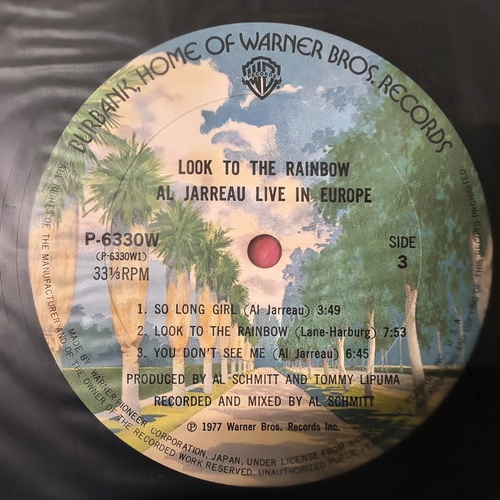 BURBANK, HOME OF WARNER BROS. RECORDS
LOOK TO THE RAINBOW
AL JARREAU LIVE IN EUROPE
P-6330W
(P-6330W1)
33⅓RPM
SIDE
3
1. SO LONG GIRL (Al Jarreau) 3:49
2. LOOK TO THE RAINBOW (Lane-Harburg) 7:53
3. YOU DON'T SEE ME (Al Jarreau) 6:45
PRODUCED BY AL SCHMITT AND TOMMY LIPUMA
RECORDED AND MIXED BY AL SCHMITT
Ⓟ 1977 Warner Bros. Records Inc.
MADE BY WARNER-PIONEER CORPORATION, JAPAN, UNDER LICENSE FROM
OF THE MANUFACTURER AND OF THE OWNER OF THE RECORDED WORK RESERVED. UNAUTHORIZED
OF THIS RECORD PROHIBITED.